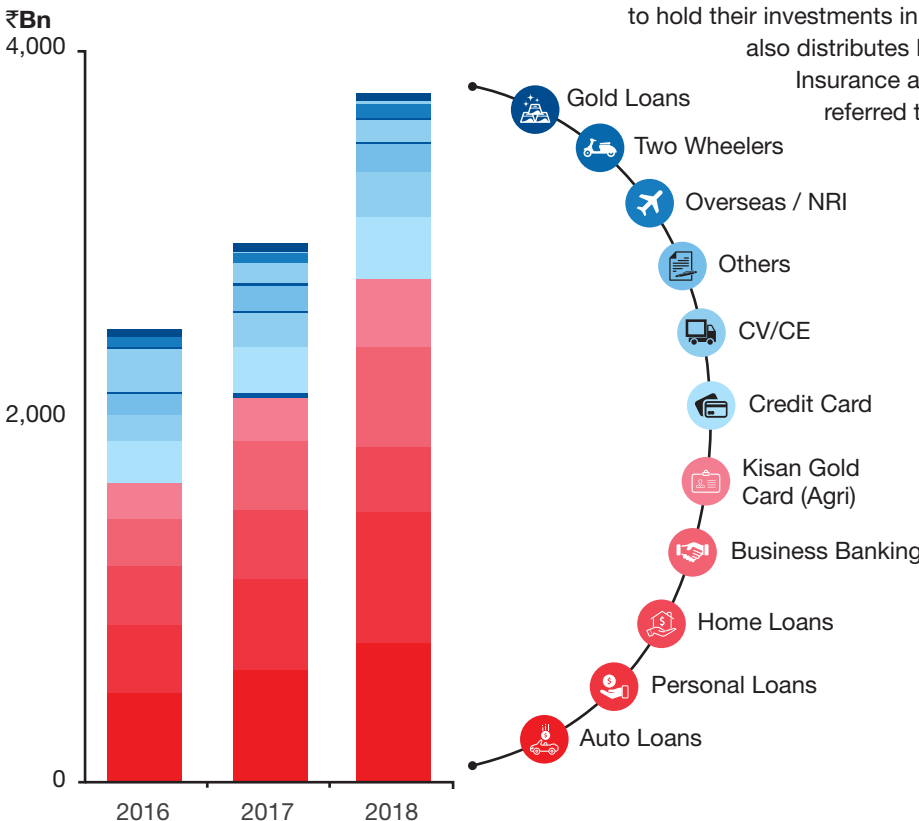 ₹Bn
4,000
2,000
0
2016
2017
2018
to hold their investments in
also distributes
Insurance a
referred t
Gold Loans
Two Wheelers
Overseas / NRI
Others
CV/CE
Credit Card
Kisan Gold
Card (Agri)
Business Banking
Home Loans
Personal Loans
Auto Loans